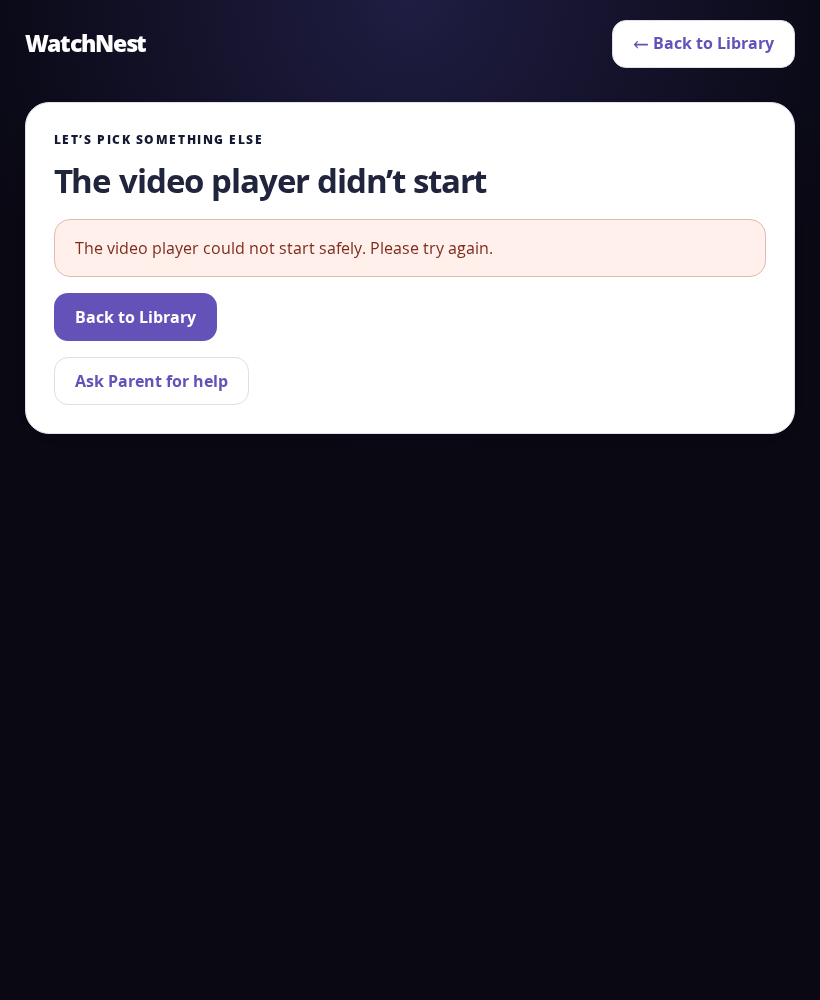 WatchNest
← Back to Library
LET’S PICK SOMETHING ELSE
The video player didn’t start
The video player could not start safely. Please try again.
Back to Library
Ask Parent for help